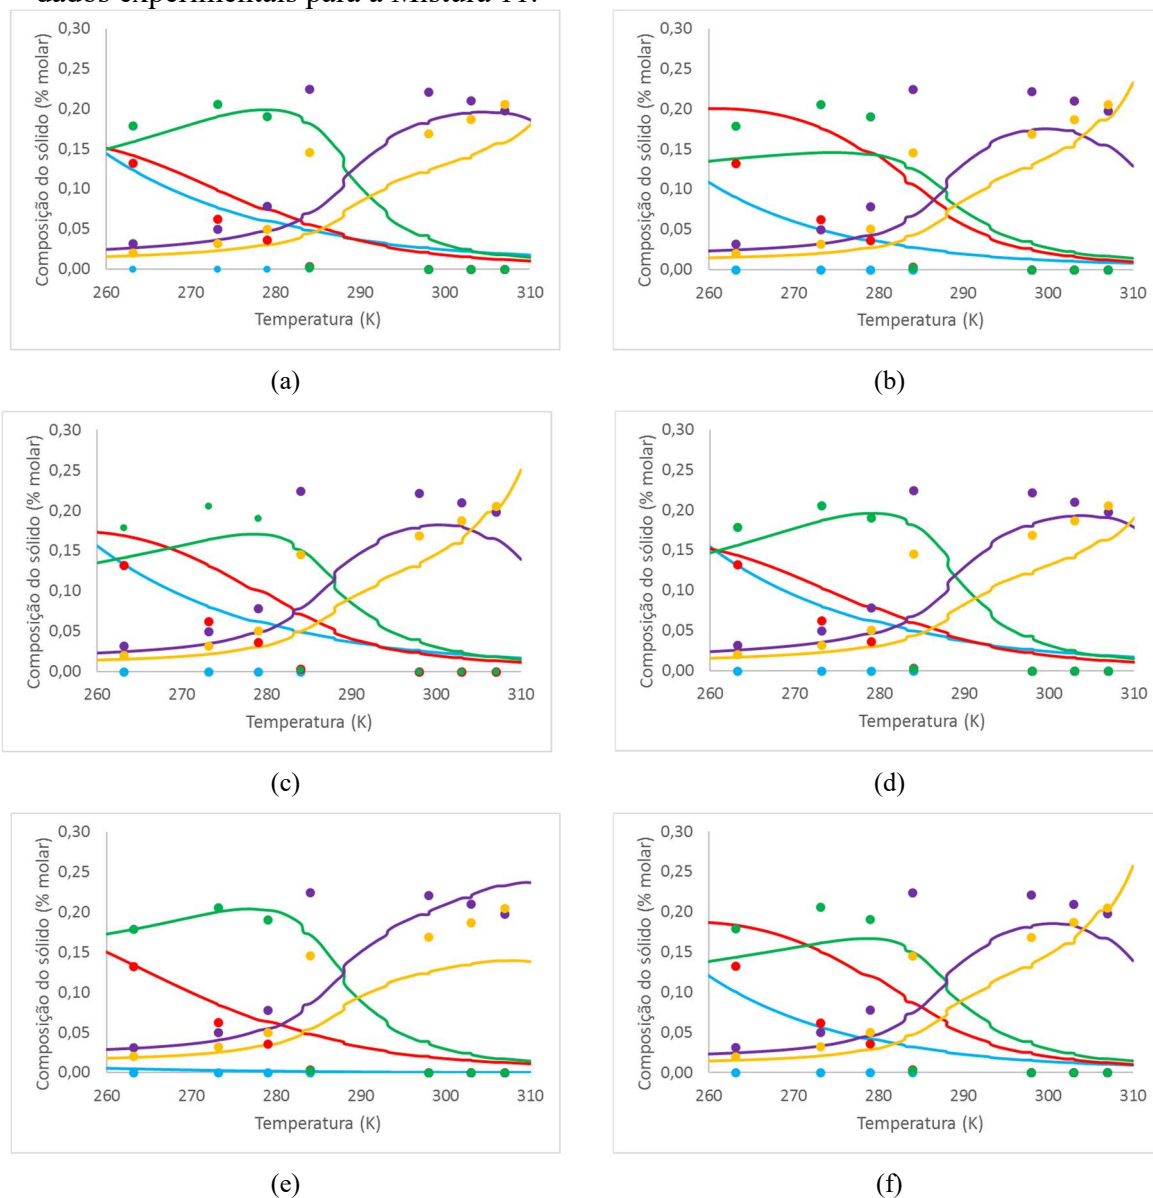 dados experimentais para a Mistura 11.
Composição do sólido (% molar)
0,30
0,25
0,20
0,15
0,10
0,05
0,00
260 270 280 290 300 310
Temperatura (K)
(a)
Composição do sólido (% molar)
0,30
0,25
0,20
0,15
0,10
0,05
0,00
260 270 280 290 300 310
Temperatura (K)
(b)
Composição do sólido (% molar)
0,30
0,25
0,20
0,15
0,10
0,05
0,00
260 270 280 290 300 310
Temperatura (K)
(c)
Composição do sólido (% molar)
0,30
0,25
0,20
0,15
0,10
0,05
0,00
260 270 280 290 300 310
Temperatura (K)
(d)
Composição do sólido (% molar)
0,30
0,25
0,20
0,15
0,10
0,05
0,00
260 270 280 290 300 310
Temperatura (K)
(e)
Composição do sólido (% molar)
0,30
0,25
0,20
0,15
0,10
0,05
0,00
260 270 280 290 300 310
Temperatura (K)
(f)